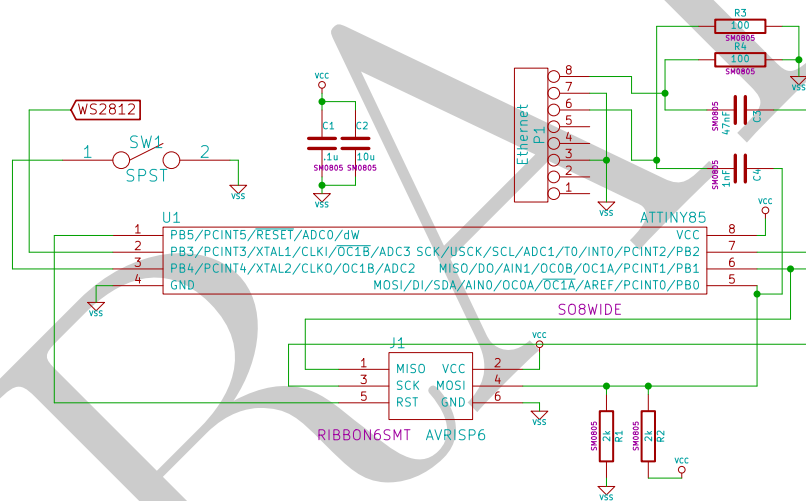 R3
100
SM0805
R4
100
SM0805
VSS
SM0805
47nF
C3
SM0805
1nF
C4
Ethernet
P1
8
7
6
5
4
3
2
1
VSS
VCC
C1
C2
.1u
10u
SM0805
SM0805
VSS
WS2812
SW1
1
2
SPST
VSS
U1
ATTINY85
VCC
1
PB5/PCINT5/RESET/ADC0/dW
VCC
8
2
PB3/PCINT3/XTAL1/CLKI/OC1B/ADC3
SCK/USCK/SCL/ADC1/T0/INT0/PCINT2/PB2
7
3
PB4/PCINT4/XTAL2/CLKO/OC1B/ADC2
MISO/DO/AIN1/OC0B/OC1A/PCINT1/PB1
6
4
GND
MOSI/DI/SDA/AIN0/OC0A/OC1A/AREF/PCINT0/PB0
5
VSS
SO8WIDE
J1
VCC
1
MISO
VCC
2
3
SCK
MOSI
4
5
RST
GND
6
VSS
RIBBON6SMT
AVRISP6
SM0805
2k
R1
SM0805
2k
R2
VCC
VSS